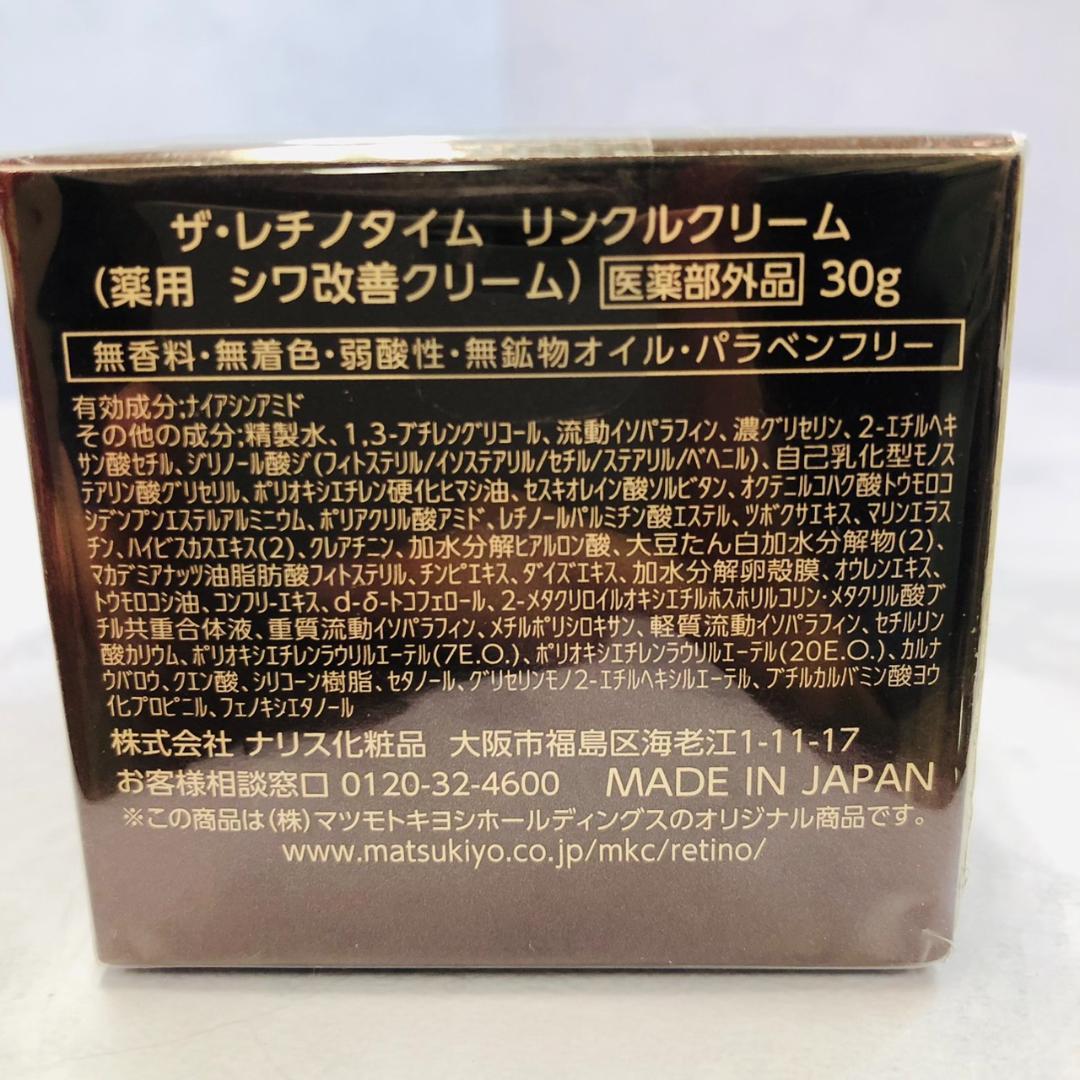 ザ・レチノタイム リンクルクリーム
(薬用 シワ改善クリーム) 医薬部外品 30g
無香料・無着色・弱酸性・無鉱物オイル・パラベンフリー
有効成分:ナイアシンアミド
その他の成分:精製水、1,3-ブチレングリコール、流動イソパラフィン、濃グリセリン、2-エチルヘキ
サン酸セチル、ジリノール酸ジ(フィトステリル/イソステアリル/セチル/ステアリル/ベヘニル)、自己乳化型モノス
テアリン酸グリセリル、ポリオキシエチレン硬化ヒマシ油、セスキオレイン酸ソルビタン、オクテニルコハク酸トウモロコ
シデンプンエステルアルミニウム、ポリアクリル酸アミド、レチノールパルミチン酸エステル、ツボクサエキス、マリンエラス
チン、ハイビスカスエキス(2)、クレアチニン、加水分解ヒアルロン酸、大豆たん白加水分解物(2)、
マカデミアナッツ油脂肪酸フィトステリル、チンピエキス、ダイズエキス、加水分解卵殻膜、オウレンエキス、
トウモロコシ油、コンフリーエキス、d-δ-トコフェロール、2-メタクリロイルオキシエチルホスホリルコリン・メタクリル酸ブ
チル共重合体液、重質流動イソパラフィン、メチルポリシロキサン、軽質流動イソパラフィン、セチルリン
酸カリウム、ポリオキシエチレンラウリルエーテル(7E.O.)、ポリオキシエチレンラウリルエーテル(20E.O.)、カルナ
ウバロウ、クエン酸、シリコーン樹脂、セタノール、グリセリンモノ2-エチルヘキシルエーテル、ブチルカルバミン酸ヨウ
化プロピニル、フェノキシエタノール
株式会社 ナリス化粧品 大阪市福島区海老江1-11-17
お客様相談窓口 0120-32-4600 MADE IN JAPAN
※この商品は(株)マツモトキヨシホールディングスのオリジナル商品です。
www.matsukiyo.co.jp/mkc/retino/